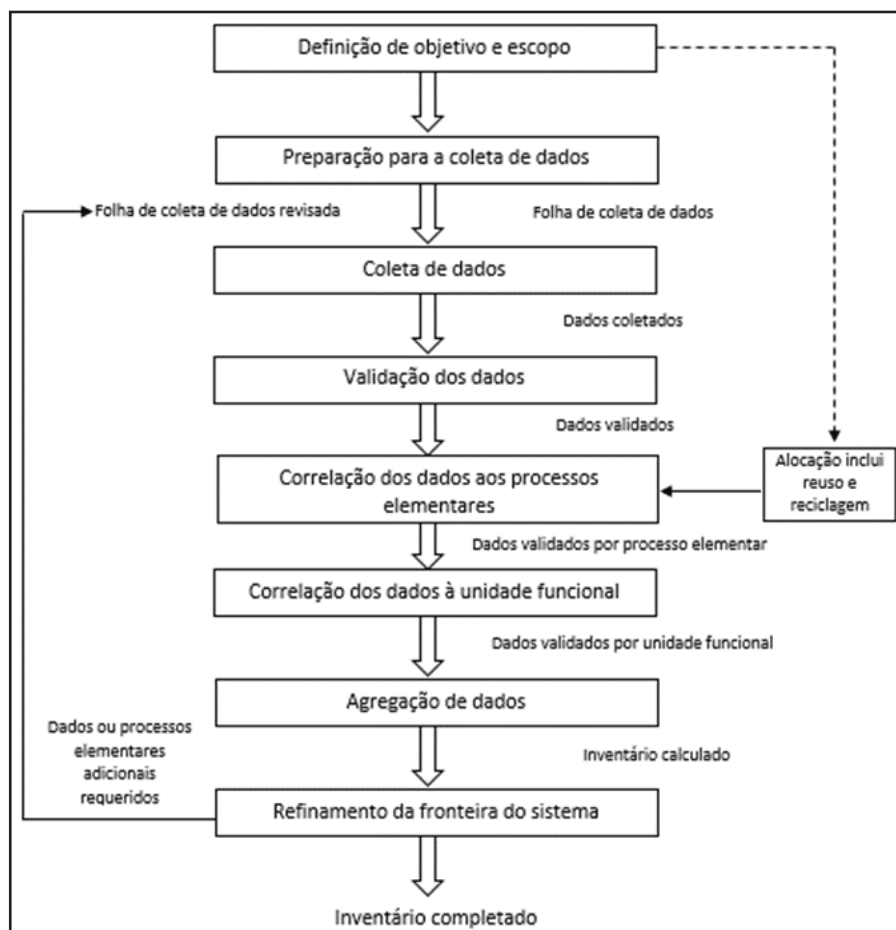 Definição de objetivo e escopo
Preparação para a coleta de dados
Folha de coleta de dados revisada
Folha de coleta de dados
Coleta de dados
Dados coletados
Validação dos dados
Dados validados
Correlação dos dados aos processos
elementares
Alocação inclui
reuso e
reciclagem
Dados validados por processo elementar
Correlação dos dados à unidade funcional
Dados validados por unidade funcional
Agregação de dados
Dados ou processos
elementares
adicionais
requeridos
Inventário calculado
Refinamento da fronteira do sistema
Inventário completado